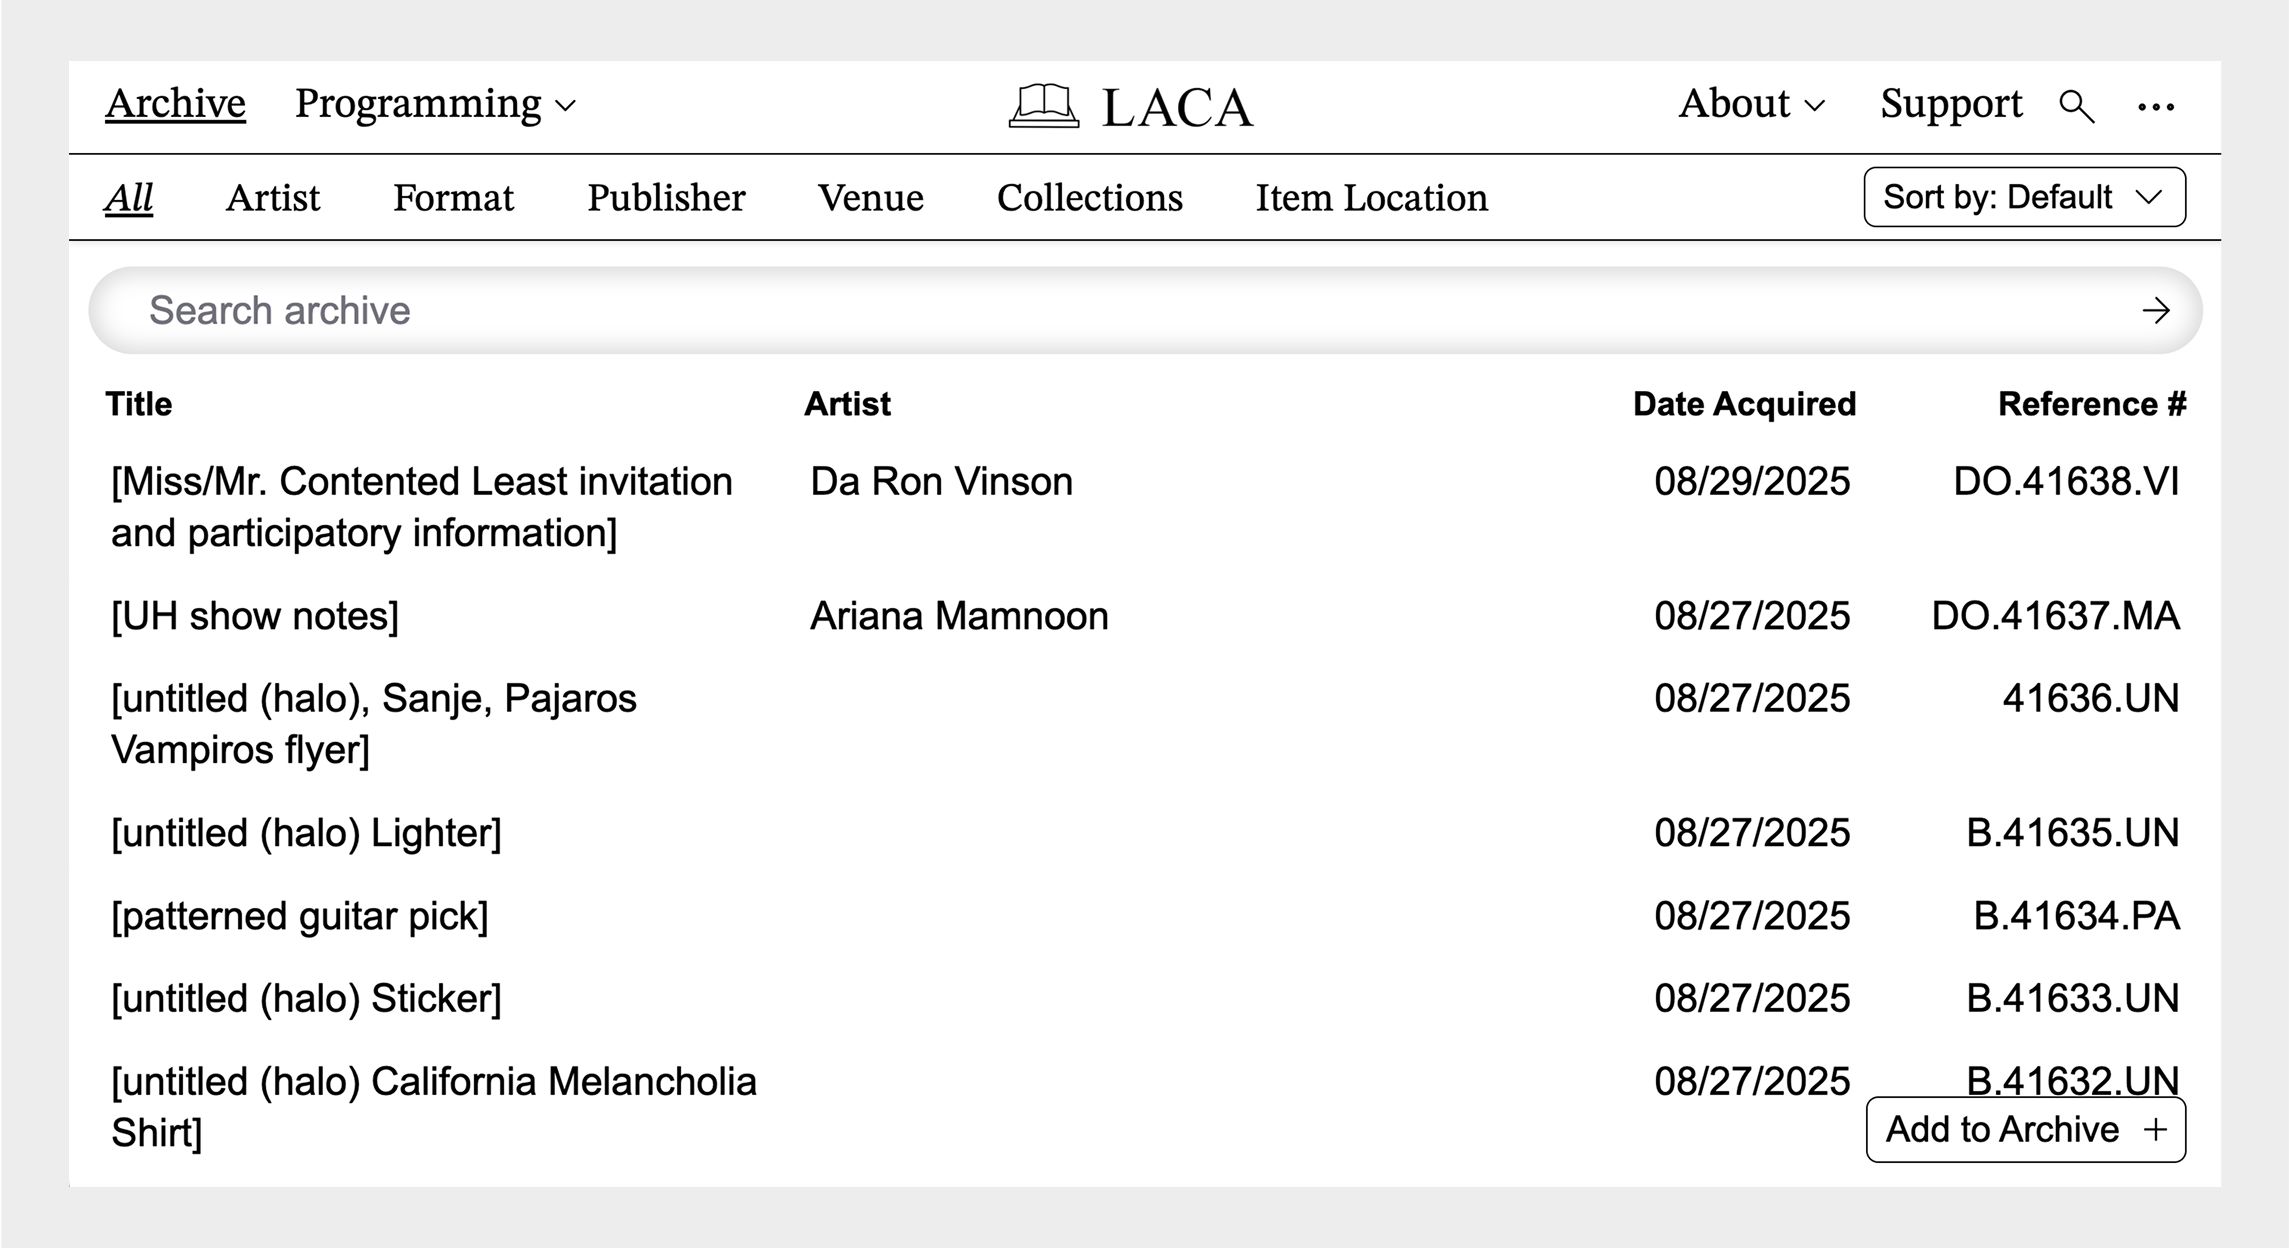 Archive Programming LACA About Support
All Artist Format Publisher Venue Collections Item Location Sort by: Default
Search archive
Title Artist Date Acquired Reference #
[Miss/Mr. Contented Least invitation Da Ron Vinson 08/29/2025 DO.41638.VI
and participatory information]
[UH show notes] Ariana Mamnoon 08/27/2025 DO.41637.MA
[untitled (halo), Sanje, Pajaros 08/27/2025 41636.UN
Vampiros flyer]
[untitled (halo) Lighter] 08/27/2025 B.41635.UN
[patterned guitar pick] 08/27/2025 B.41634.PA
[untitled (halo) Sticker] 08/27/2025 B.41633.UN
[untitled (halo) California Melancholia 08/27/2025 B.41632.UN
Shirt] Add to Archive +